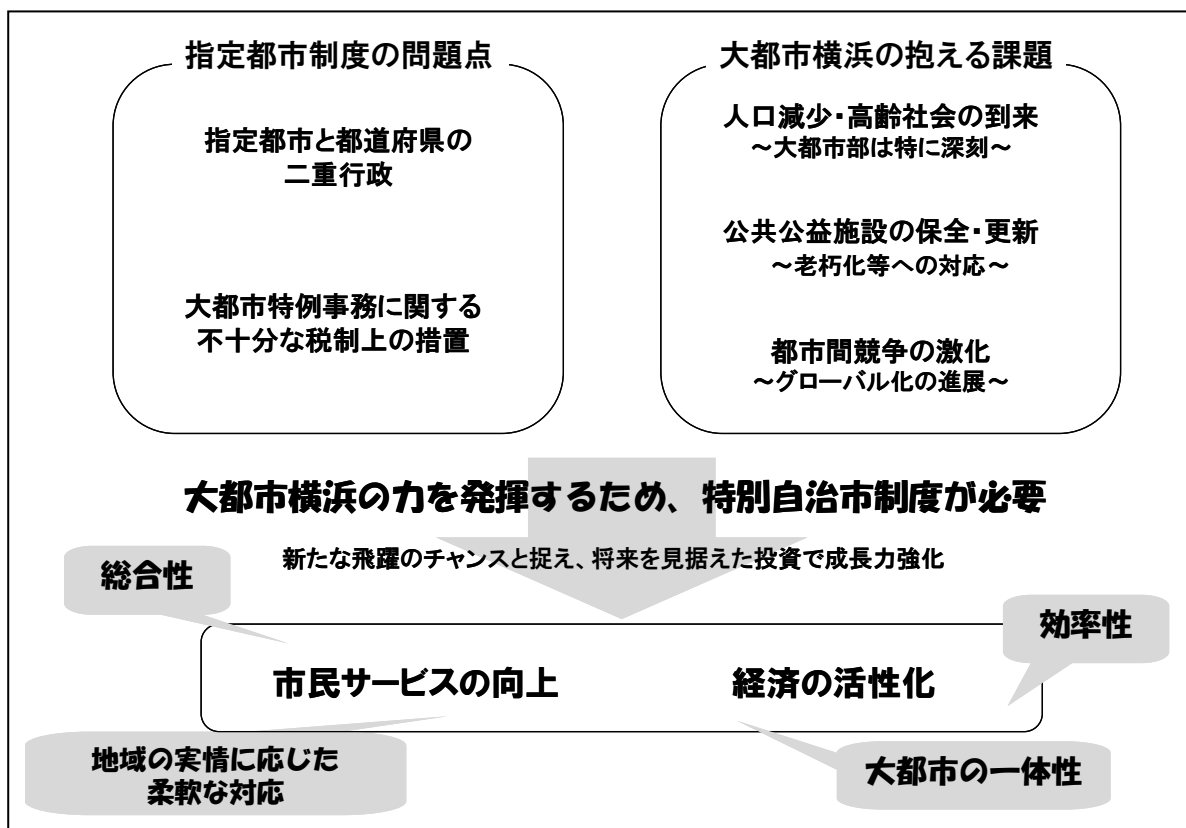 指定都市制度の問題点
指定都市と都道府県の
二重行政
大都市特例事務に関する
不十分な税制上の措置
大都市横浜の抱える課題
人口減少・高齢社会の到来
～大都市部は特に深刻～
公共公益施設の保全・更新
～老朽化等への対応～
都市間競争の激化
～グローバル化の進展～
大都市横浜の力を発揮するため、特別自治市制度が必要
新たな飛躍のチャンスと捉え、将来を見据えた投資で成長力強化
総合性
効率性
市民サービスの向上
経済の活性化
地域の実情に応じた
柔軟な対応
大都市の一体性